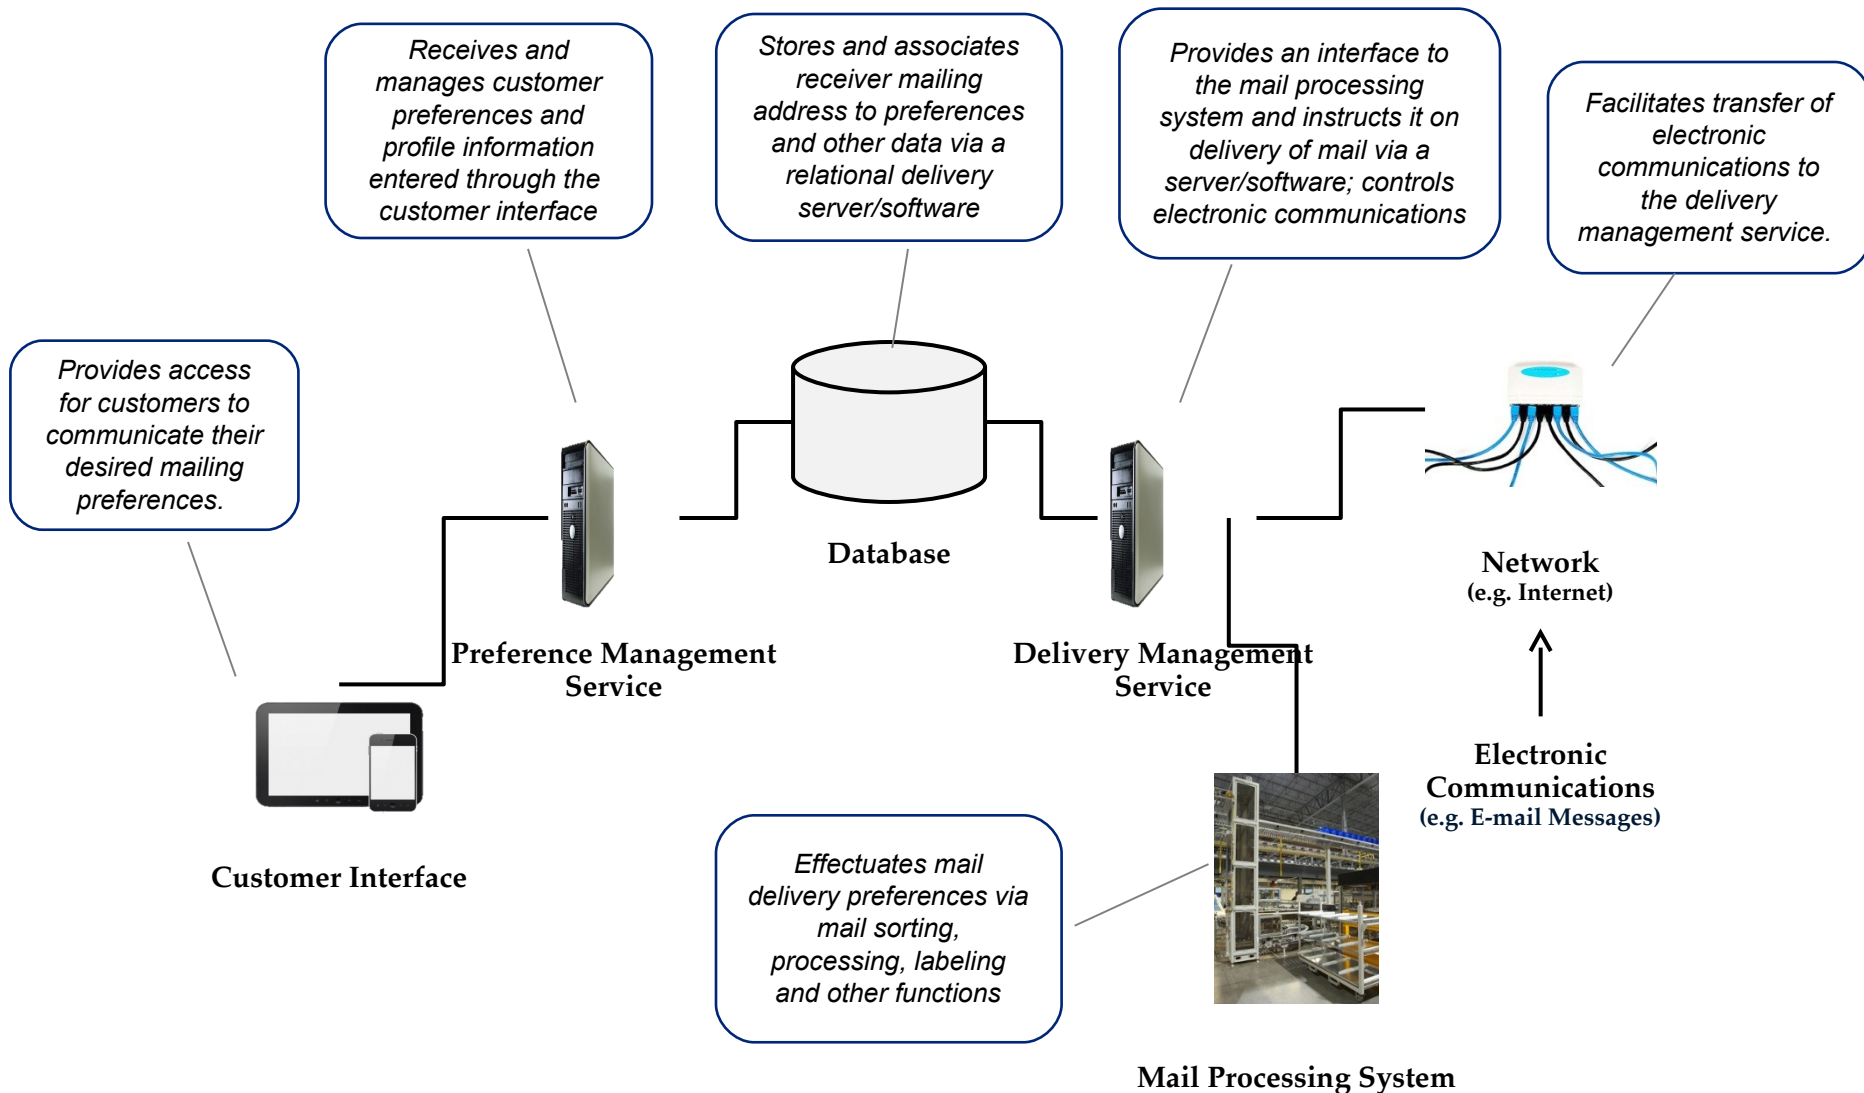 Receives and
manages customer
preferences and
profile information
entered through the
customer interface
Stores and associates
receiver mailing
address to preferences
and other data via a
relational delivery
server/software
Provides an interface to
the mail processing
system and instructs it on
delivery of mail via a
server/software; controls
electronic communications
Facilitates transfer of
electronic
communications to
the delivery
management service.
Provides access
for customers to
communicate their
desired mailing
preferences.
Database
Network
(e.g. Internet)
Preference Management
Service
Delivery Management
Service
Electronic
Communications
(e.g. E-mail Messages)
Customer Interface
Effectuates mail
delivery preferences via
mail sorting,
processing, labeling
and other functions
Mail Processing System